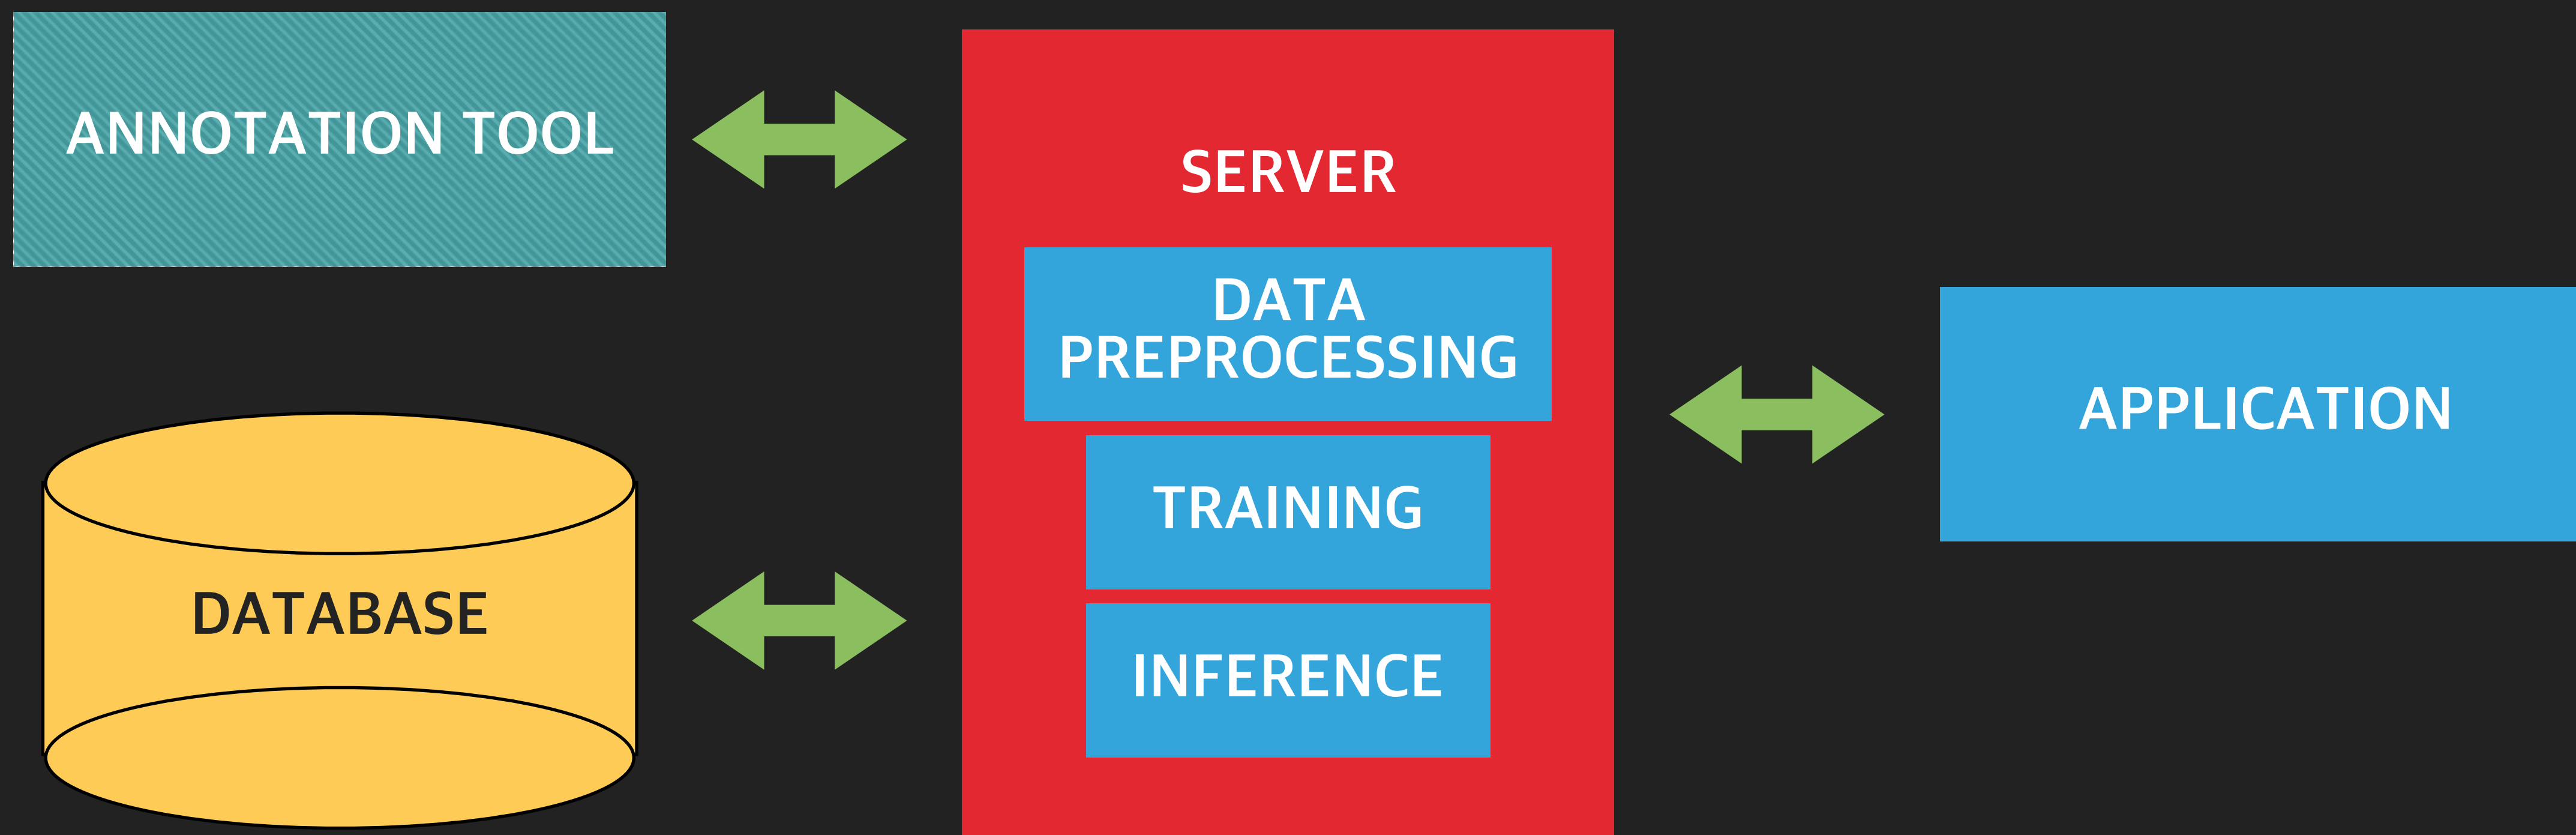 ANNOTATION TOOL
SERVER
DATA
PREPROCESSING
TRAINING
INFERENCE
DATABASE
APPLICATION